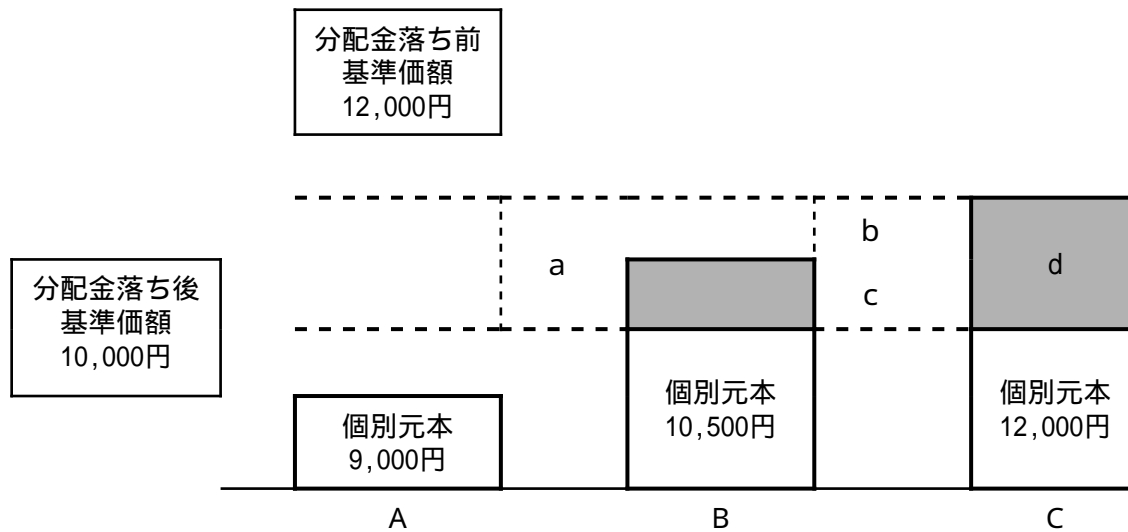 分配金落ち前
基準価額
12,000円
a
b
c
d
分配金落ち後
基準価額
10,000円
個別元本
9,000円
個別元本
10,500円
個別元本
12,000円
A
B
C